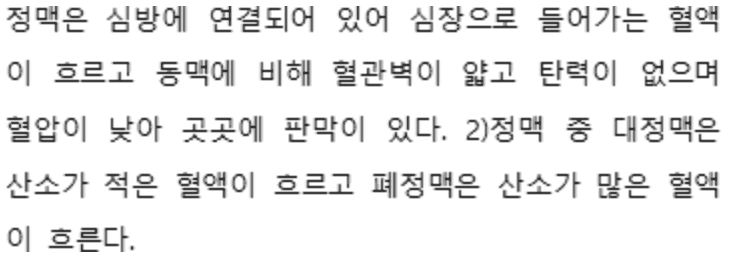 정맥은 심방에 연결되어 있어 심장으로 들어가는 혈액
이 흐르고 동맥에 비해 혈관벽이 얇고 탄력이 없으며
혈압이 낮아 곳곳에 판막이 있다. 2)정맥 중 대정맥은
산소가 적은 혈액이 흐르고 폐정맥은 산소가 많은 혈액
이 흐른다.